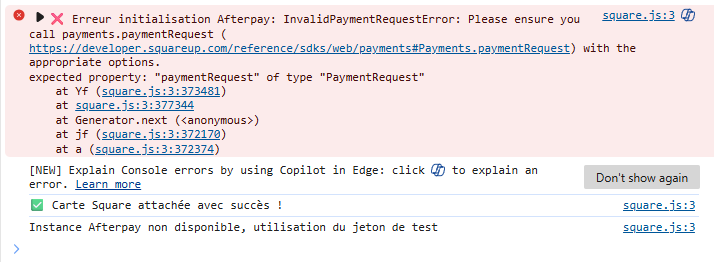 ❌ Erreur initialisation Afterpay: InvalidPaymentRequestError: Please ensure you square.js:3
call payments.paymentRequest (
https://developer.squareup.com/reference/sdks/web/payments#Payments.paymentRequest) with the
appropriate options.
expected property: "paymentRequest" of type "PaymentRequest"
at Yf (square.js:3:373481)
at square.js:3:377344
at Generator.next (<anonymous>)
at jf (square.js:3:372170)
at a (square.js:3:372374)
[NEW] Explain Console errors by using Copilot in Edge: click to explain an
error. Learn more
Don't show again
✅ Carte Square attachée avec succès ! square.js:3
Instance Afterpay non disponible, utilisation du jeton de test square.js:3